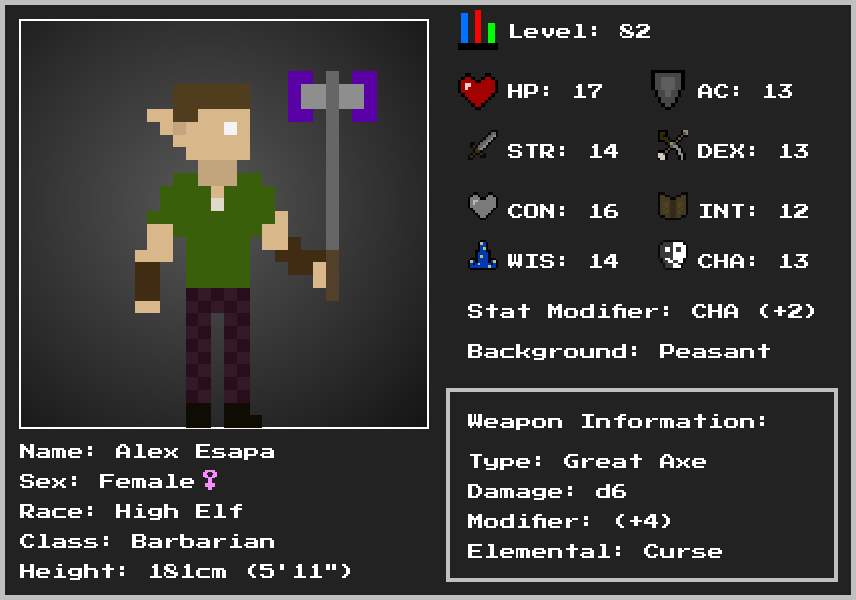 Level: 82
HP: 17
AC: 13
STR: 14
DEX: 13
CON: 16
INT: 12
WIS: 14
CHA: 13
Stat Modifier: CHA (+2)
Background: Peasant
Weapon Information:
Type: Great Axe
Damage: d6
Modifier: (+4)
Elemental: Curse
Name: Alex Esapa
Sex: Female♀
Race: High Elf
Class: Barbarian
Height: 181cm (5'11")